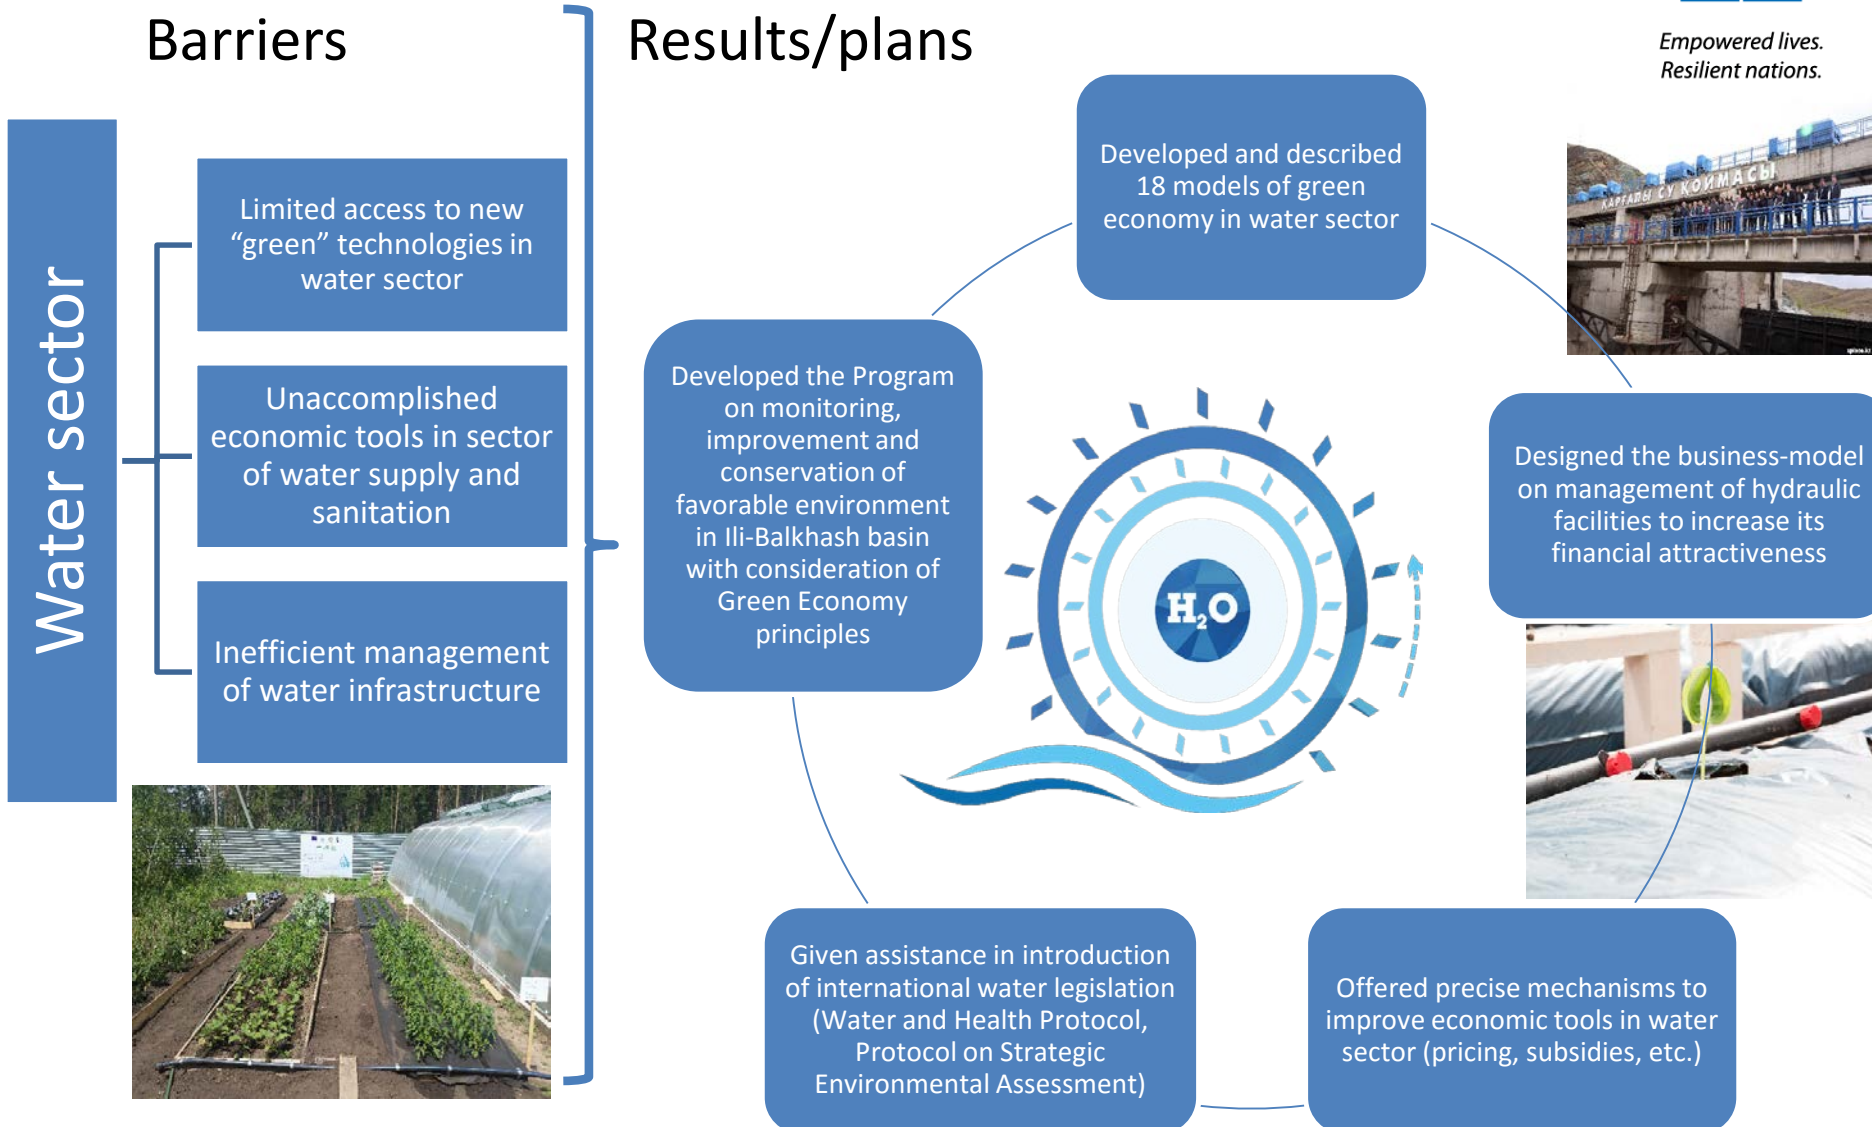 Barriers
Results/plans
Empowered lives.
Resilient nations.
Water sector
Limited access to new
“green” technologies in
water sector
Unaccomplished
economic tools in sector
of water supply and
sanitation
Inefficient management
of water infrastructure
Developed and described
18 models of green
economy in water sector
ҚАРҒАЛЫ СУ ҚОЙМАСЫ
Developed the Program
on monitoring,
improvement and
conservation of
favorable environment
in Ili-Balkhash basin
with consideration of
Green Economy
principles
H₂O
Designed the business-model
on management of hydraulic
facilities to increase its
financial attractiveness
Given assistance in introduction
of international water legislation
(Water and Health Protocol,
Protocol on Strategic
Environmental Assessment)
Offered precise mechanisms to
improve economic tools in water
sector (pricing, subsidies, etc.)